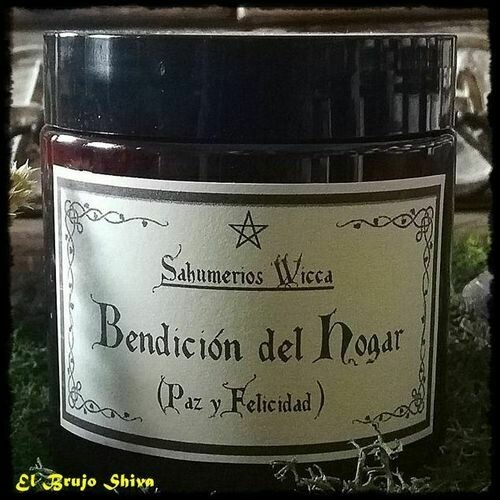 Sahumerios Wicca
Bendición del Hogar
(Paz y Felicidad)
El Brujo Shiva